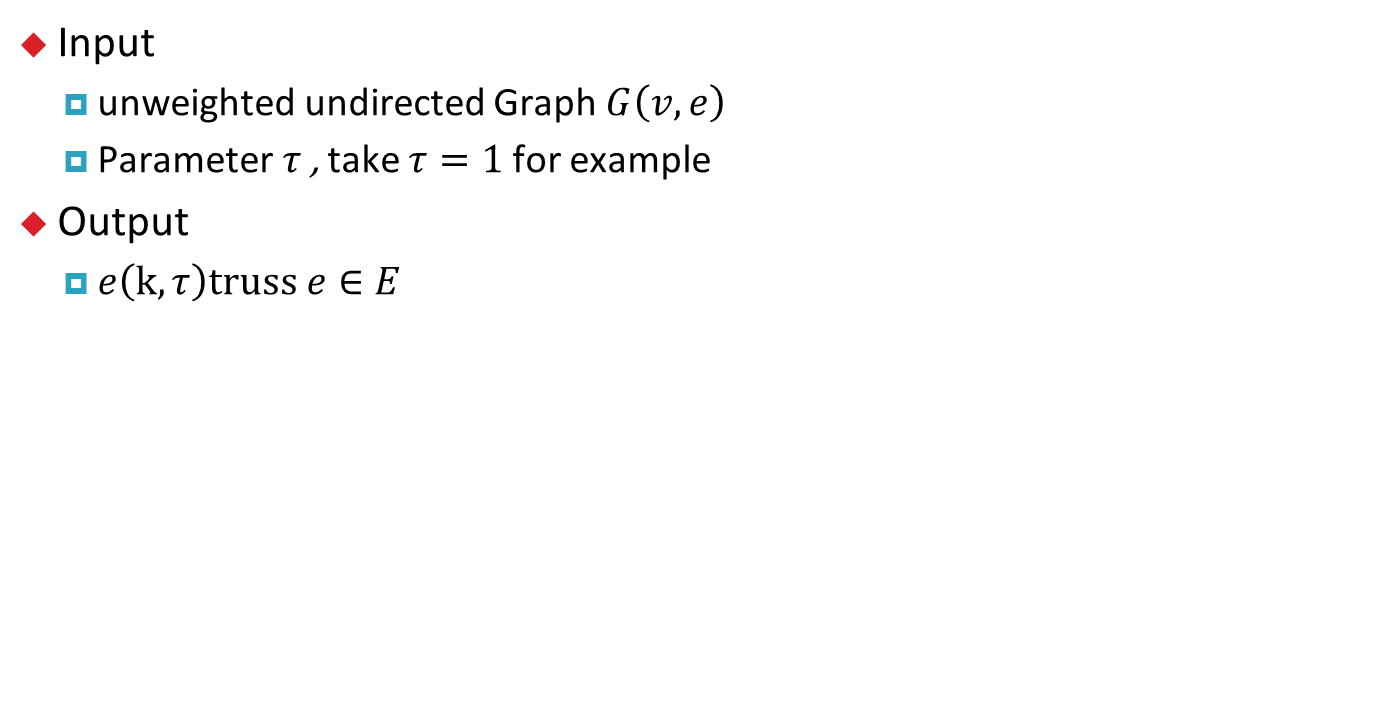 Input
unweighted undirected Graph 𝐺(𝑣, 𝑒)
Parameter 𝜏 , take 𝜏 = 1 for example
Output
𝑒(k, 𝜏)truss 𝑒 ∈ 𝐸